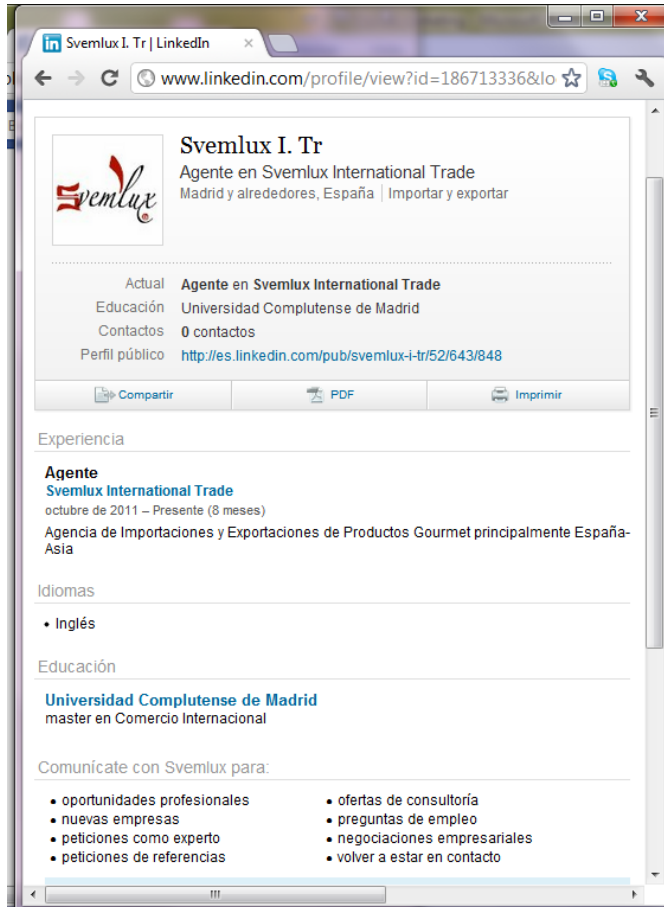 Svemlux I. Tr | LinkedIn
www.linkedin.com/profile/view?id=186713336&lo
Svemlux
Svemlux I. Tr
Agente en Svemlux International Trade
Madrid y alrededores, España | Importar y exportar
Actual Agente en Svemlux International Trade
Educación Universidad Complutense de Madrid
Contactos 0 contactos
Perfil público http://es.linkedin.com/pub/svemlux-i-tr/52/643/848
Compartir PDF Imprimir
Experiencia
Agente
Svemlux International Trade
octubre de 2011 – Presente (8 meses)
Agencia de Importaciones y Exportaciones de Productos Gourmet principalmente España-
Asia
Idiomas
• Inglés
Educación
Universidad Complutense de Madrid
master en Comercio Internacional
Comunícate con Svemlux para:
• oportunidades profesionales
• nuevas empresas
• peticiones como experto
• peticiones de referencias
• ofertas de consultoría
• preguntas de empleo
• negociaciones empresariales
• volver a estar en contacto